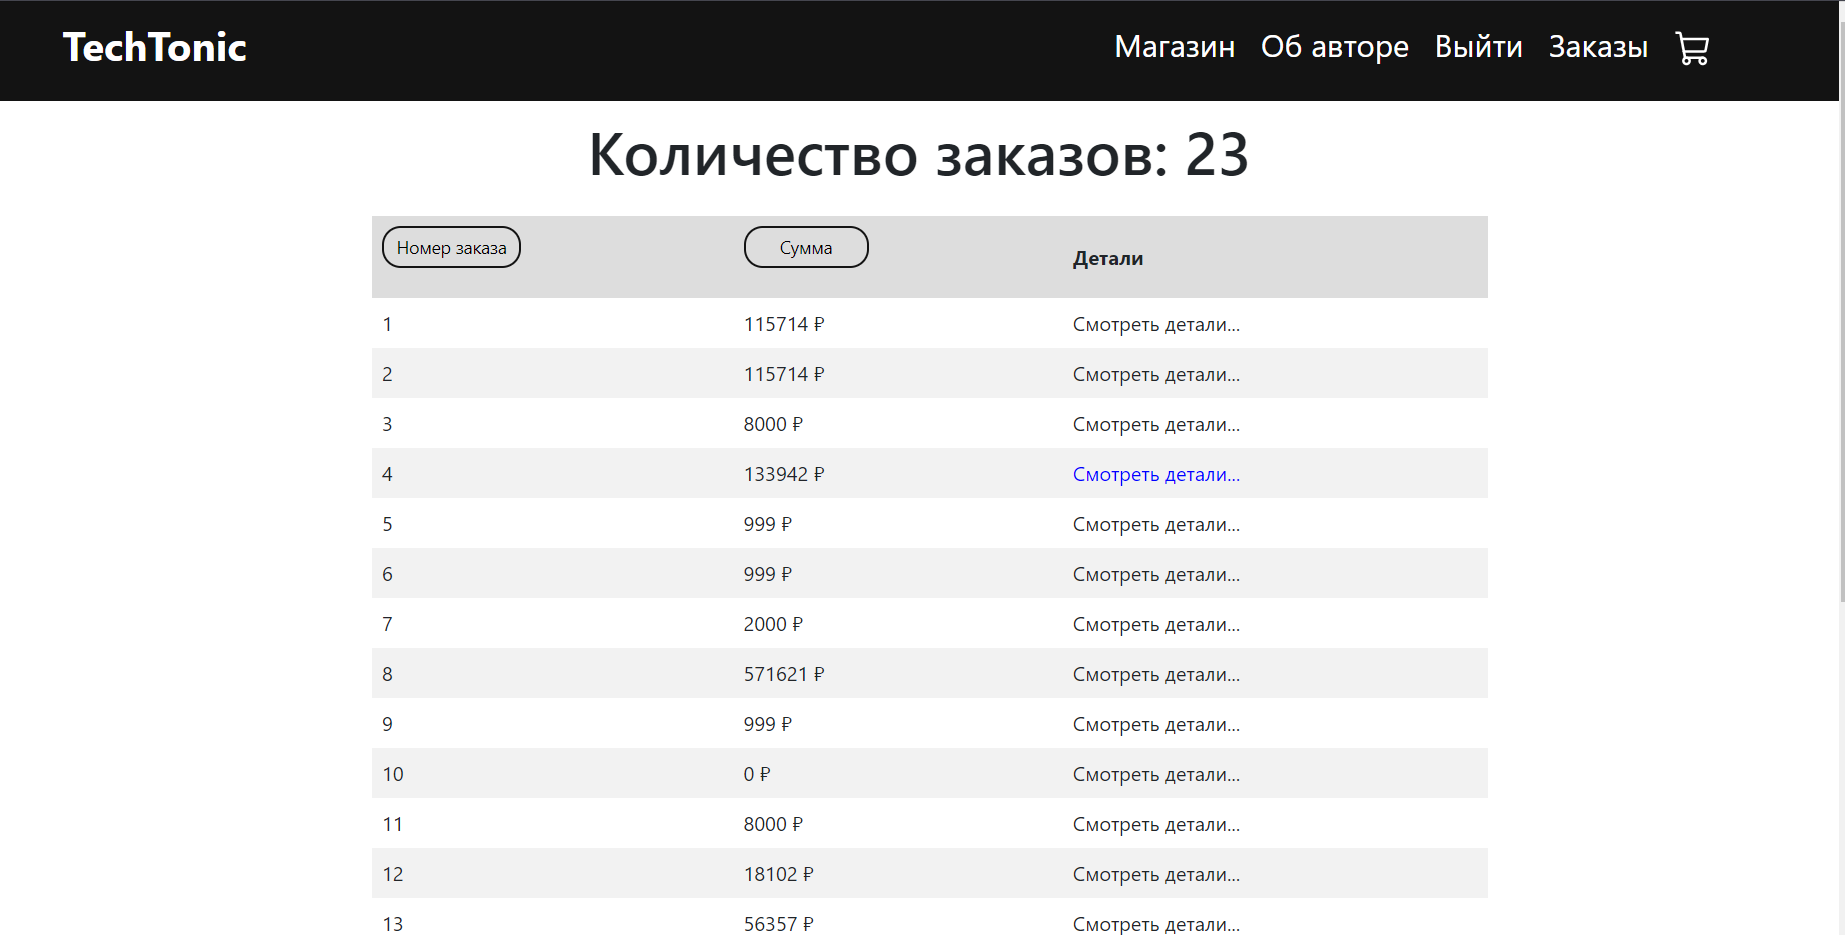 TechTonic Магазин Об авторе Выйти Заказы
Количество заказов: 23
Номер заказа Сумма Детали
1 115714 ₽ Смотреть детали...
2 115714 ₽ Смотреть детали...
3 8000 ₽ Смотреть детали...
4 133942 ₽ Смотреть детали...
5 999 ₽ Смотреть детали...
6 999 ₽ Смотреть детали...
7 2000 ₽ Смотреть детали...
8 571621 ₽ Смотреть детали...
9 999 ₽ Смотреть детали...
10 0 ₽ Смотреть детали...
11 8000 ₽ Смотреть детали...
12 18102 ₽ Смотреть детали...
13 56357 ₽ Смотреть детали...